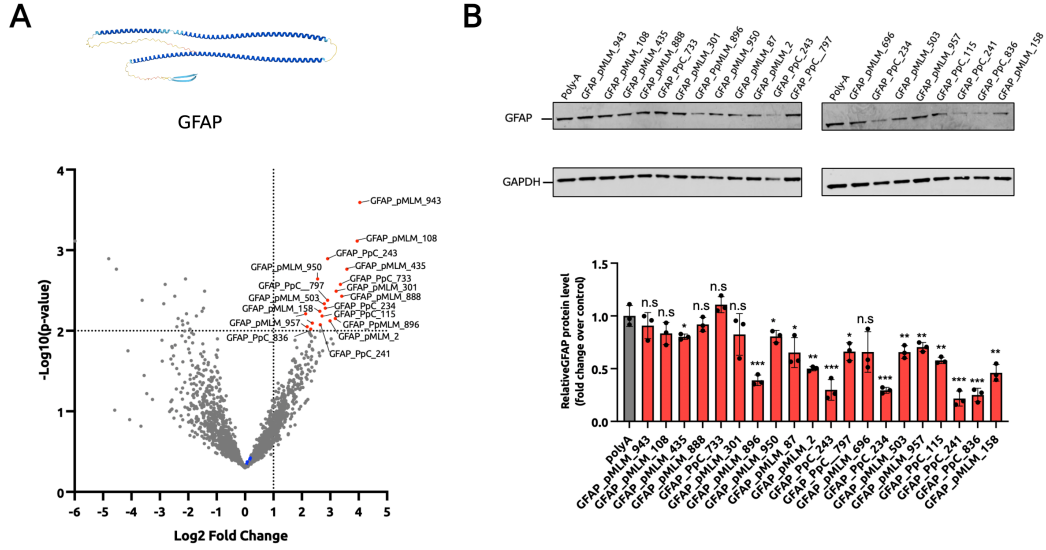 A
GFAP
-Log10(p-value)
4
3
2
1
0
-6 -5 -4 -3 -2 -1 0 1 2 3 4 5
Log2 Fold Change
GFAP_pMLM_943
GFAP_pMLM_108
GFAP_PpC_243
GFAP_pMLM_950
GFAP_pMLM_435
GFAP_PpC__797
GFAP_PpC_733
GFAP_pMLM_503
GFAP_pMLM_301
GFAP_pMLM_888
GFAP_pMLM_158
GFAP_PpC_234
GFAP_PpC_115
GFAP_pMLM_957
GFAP_PpMLM_896
GFAP_PpC_836
GFAP_pMLM_2
GFAP_PpC_241
B
Poly-A
GFAP_pMLM_943
GFAP_pMLM_108
GFAP_pMLM_435
GFAP_pMLM_888
GFAP_PpC_733
GFAP_pMLM_301
GFAP_PpMLM_896
GFAP_pMLM_950
GFAP_pMLM_87
GFAP_pMLM_2
GFAP_PpC_243
GFAP_PpC__797
Poly-A
GFAP_pMLM_696
GFAP_PpC_234
GFAP_pMLM_503
GFAP_pMLM_957
GFAP_PpC_115
GFAP_PpC_241
GFAP_PpC_836
GFAP_pMLM_158
GFAP
GAPDH
RelativeGFAP protein level
(fold change over control)
1.5
1.0
0.5
0.0
n.s n.s * n.s n.s n.s *** * * ** *** * n.s *** ** ** ** *** *** **
polyA
GFAP_pMLM_943
GFAP_pMLM_108
GFAP_pMLM_435
GFAP_pMLM_888
GFAP_PpC_733
GFAP_pMLM_301
GFAP_pMLM_896
GFAP_pMLM_950
GFAP_pMLM_87
GFAP_pMLM_2
GFAP_PpC_243
GFAP_PpC_797
GFAP_pMLM_696
GFAP_PpC_234
GFAP_pMLM_503
GFAP_pMLM_957
GFAP_PpC_115
GFAP_PpC_241
GFAP_PpC_836
GFAP_pMLM_158